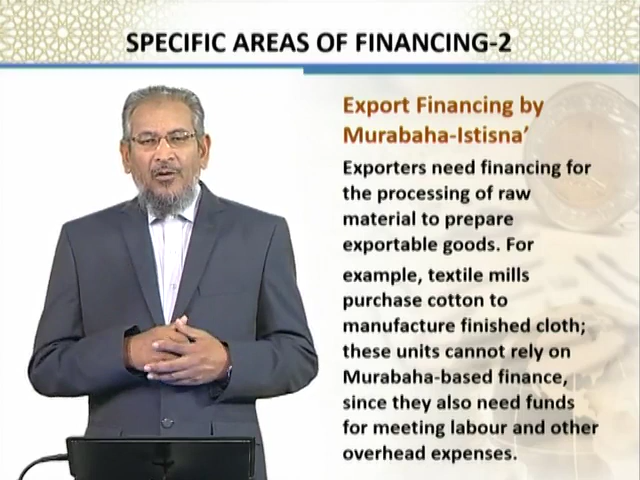 SPECIFIC AREAS OF FINANCING-2
Export Financing by
Murabaha-Istisna’
Exporters need financing for
the processing of raw
material to prepare
exportable goods. For
example, textile mills
purchase cotton to
manufacture finished cloth;
these units cannot rely on
Murabaha-based finance,
since they also need funds
for meeting labour and other
overhead expenses.